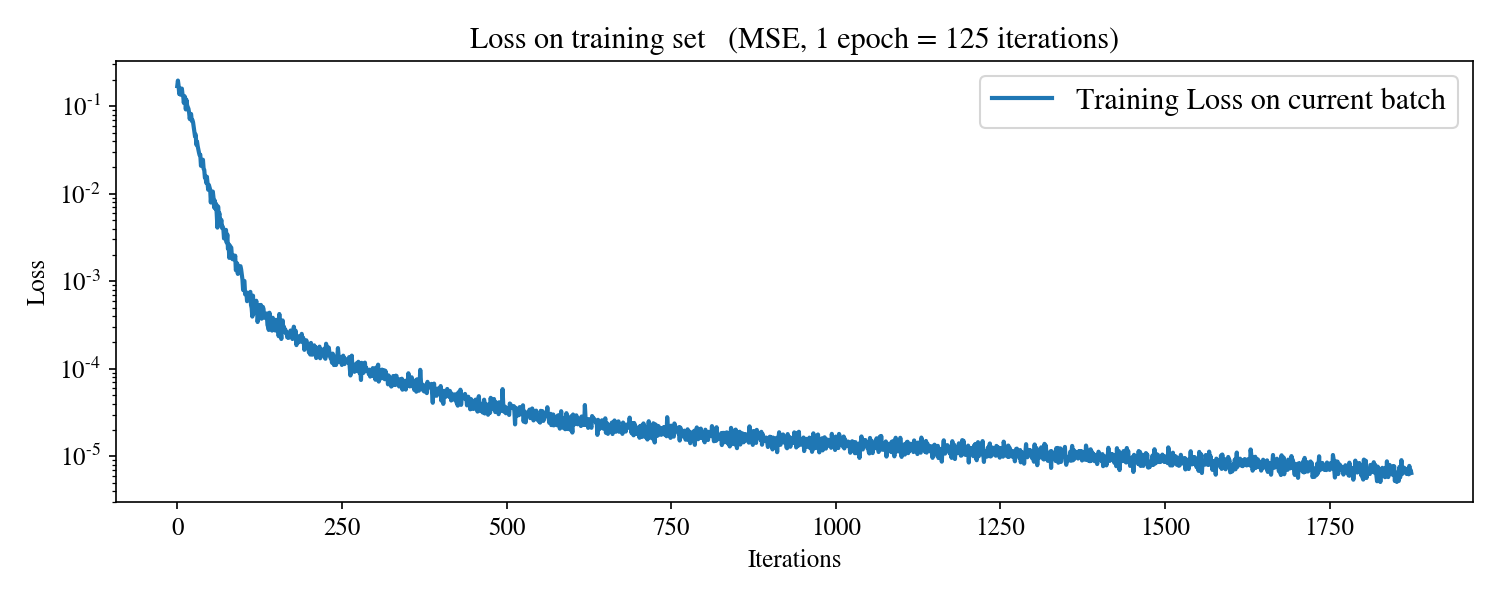 Loss on training set (MSE, 1 epoch = 125 iterations)
Training Loss on current batch
Loss
10-1
10-2
10-3
10-4
10-5
0 250 500 750 1000 1250 1500 1750
Iterations